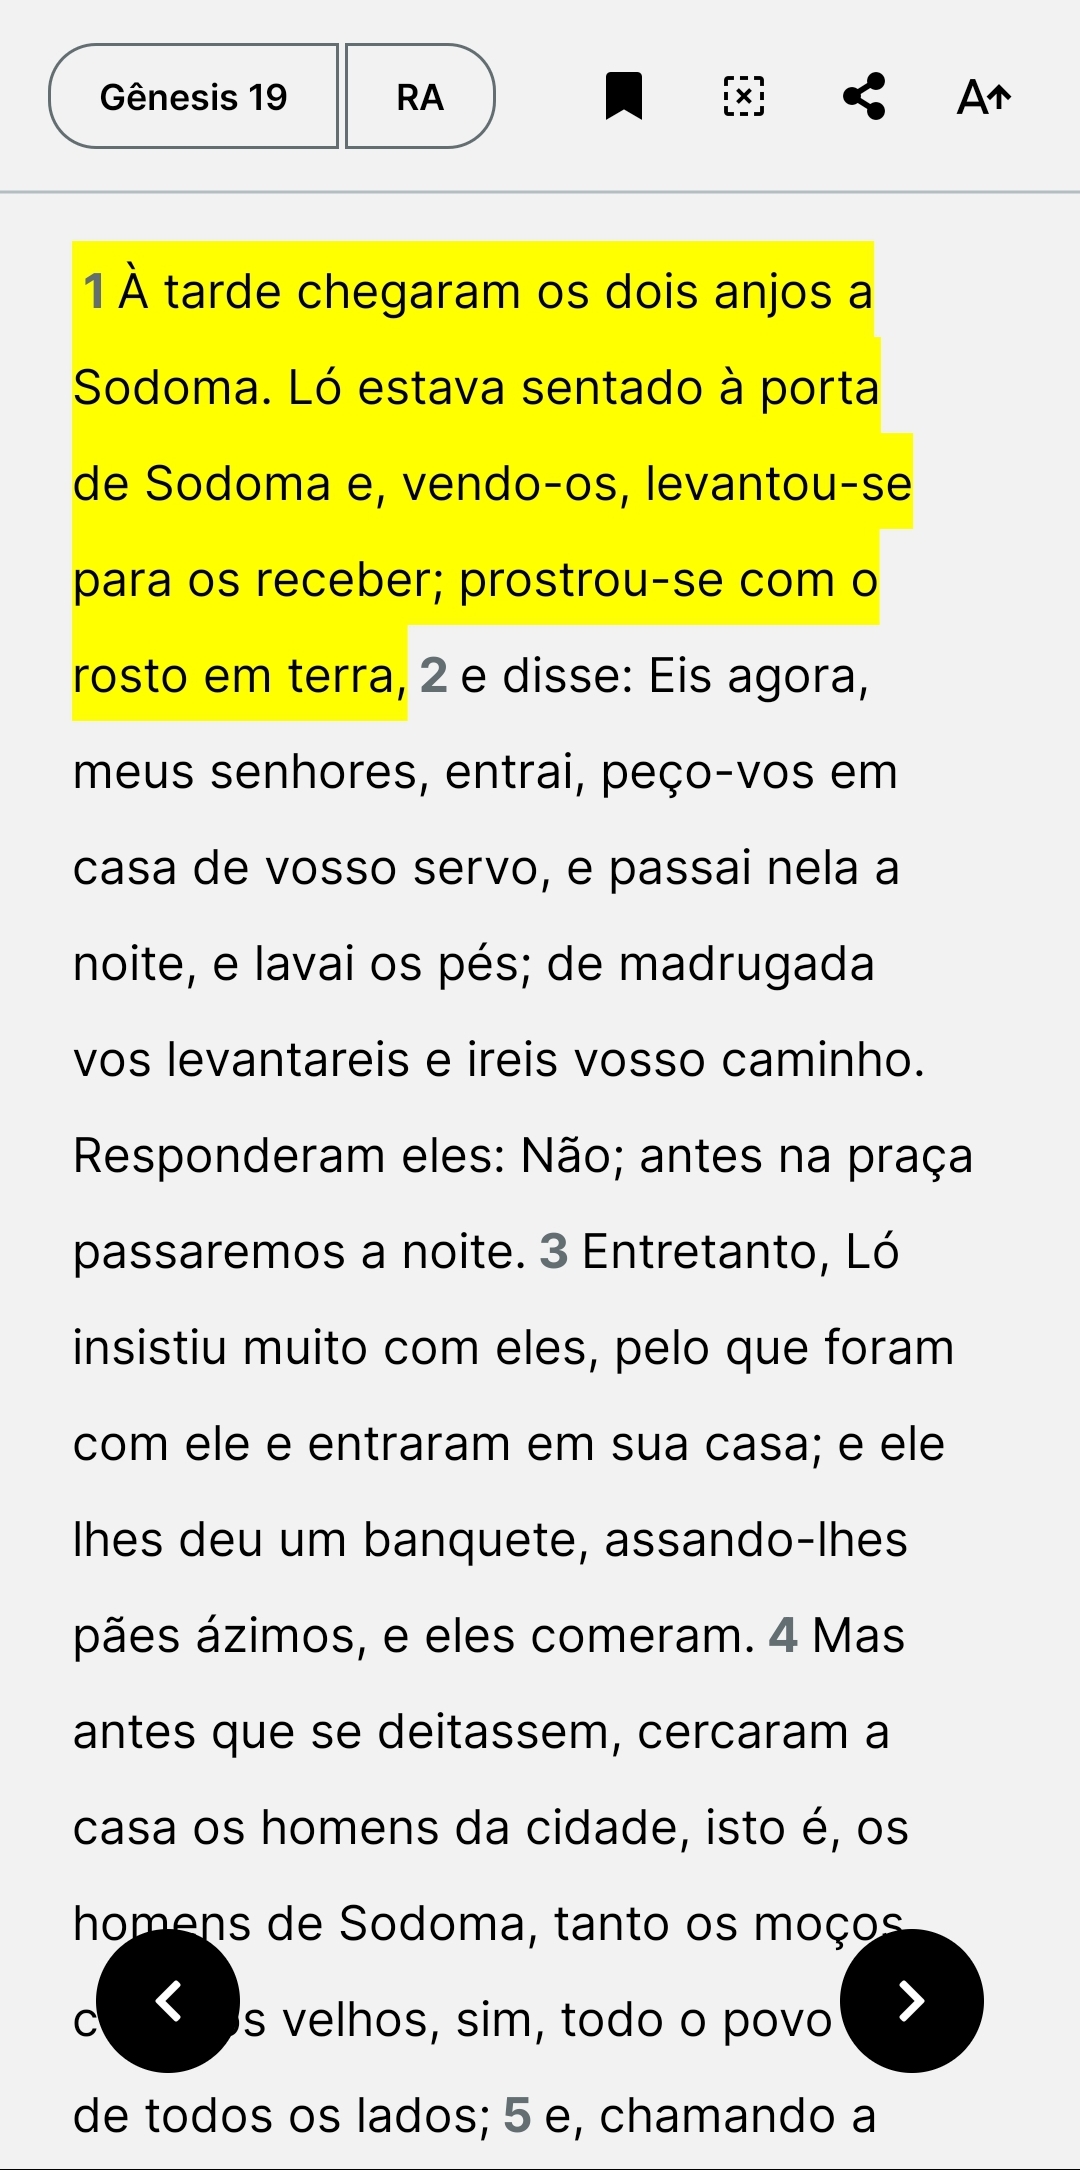 Gênesis 19 RA
1 À tarde chegaram os dois anjos a
Sodoma. Ló estava sentado à porta
de Sodoma e, vendo-os, levantou-se
para os receber; prostrou-se com o
rosto em terra, 2 e disse: Eis agora,
meus senhores, entrai, peço-vos em
casa de vosso servo, e passai nela a
noite, e lavai os pés; de madrugada
vos levantareis e ireis vosso caminho.
Responderam eles: Não; antes na praça
passaremos a noite. 3 Entretanto, Ló
insistiu muito com eles, pelo que foram
com ele e entraram em sua casa; e ele
lhes deu um banquete, assando-lhes
pães ázimos, e eles comeram. 4 Mas
antes que se deitassem, cercaram a
casa os homens da cidade, isto é, os
homens de Sodoma, tanto os moços
velhos, sim, todo o povo
de todos os lados; 5 e, chamando a